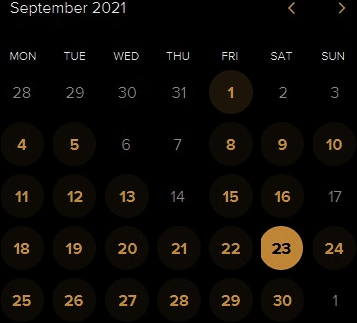 September 2021
MON TUE WED THU FRI SAT SUN
28 29 30 31 1 2 3
4 5 6 7 8 9 10
11 12 13 14 15 16 17
18 19 20 21 22 23 24
25 26 27 28 29 30 1